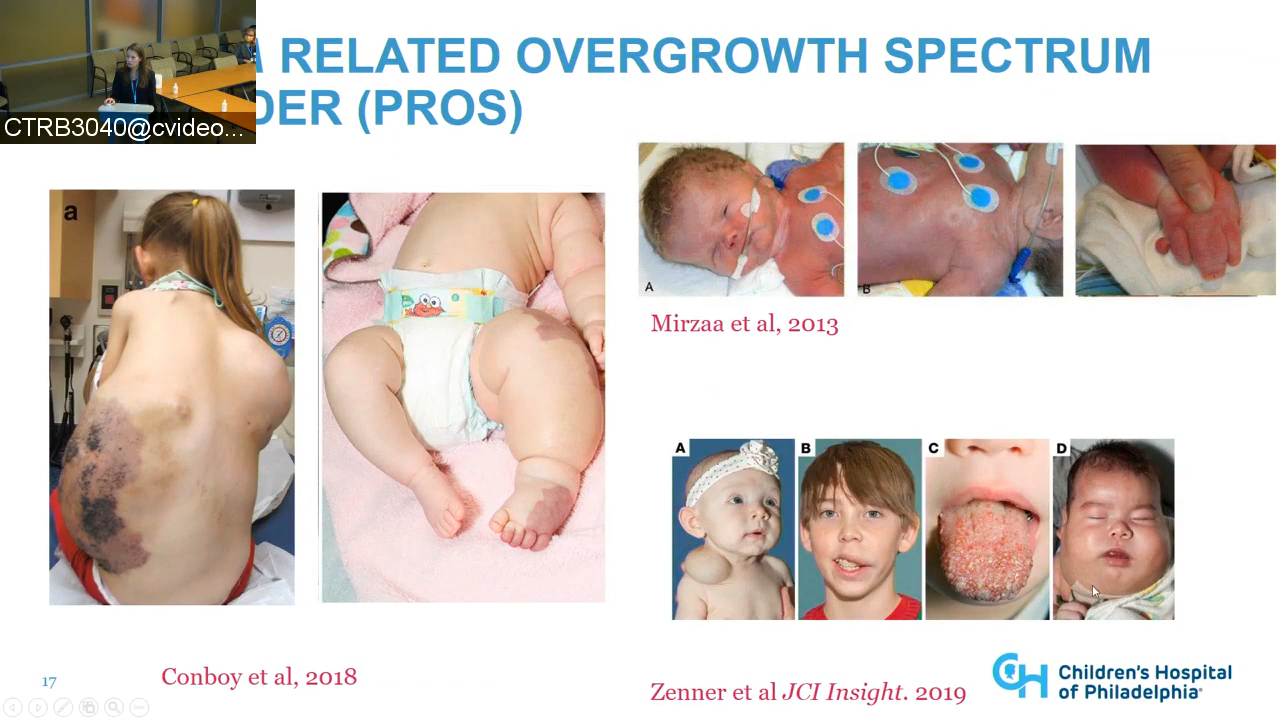 RELATED OVERGROWTH SPECTRUM
DER (PROS)
CTRB3040@cvideo...
a
A
B
Mirzaa et al, 2013
A
B
C
D
17
Conboy et al, 2018
Zenner et al JCI Insight. 2019
CH Children's Hospital
of Philadelphia